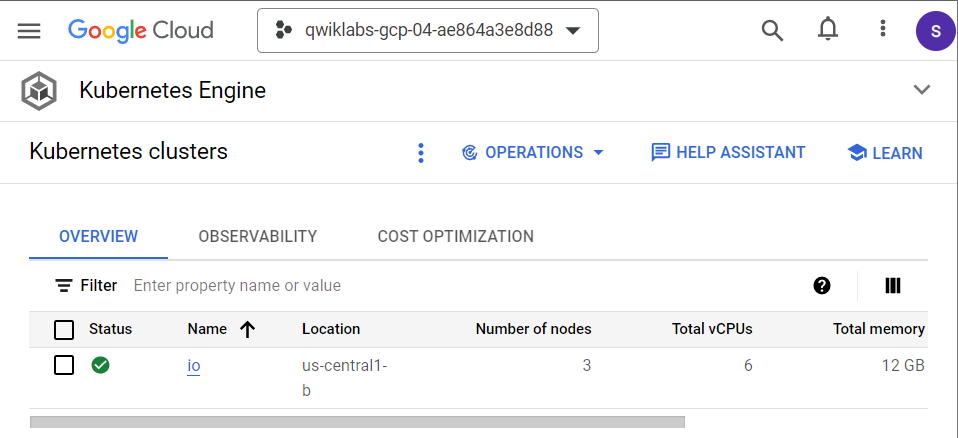 Google Cloud qwiklabs-gcp-04-ae864a3e8d88 S
Kubernetes Engine
Kubernetes clusters OPERATIONS HELP ASSISTANT LEARN
OVERVIEW OBSERVABILITY COST OPTIMIZATION
Filter Enter property name or value ?
Status Name Location Number of nodes Total vCPUs Total memory
io us-central1- 3 6 12 GB
b